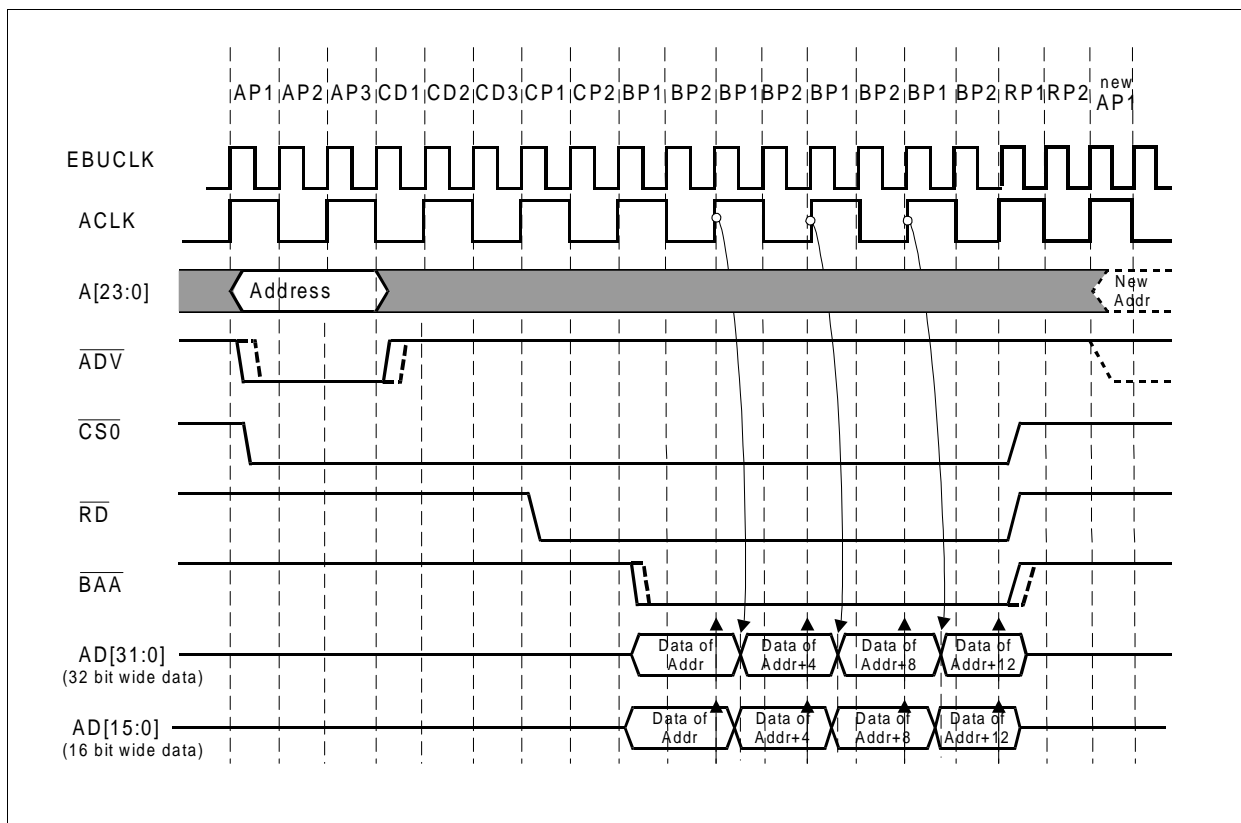 AP1 AP2 AP3 CD1 CD2 CD3 CP1 CP2 BP1 BP2 BP1 BP2 BP1 BP2 BP1 BP2 RP1 RP2 new
AP1
EBUCLK
ACLK
A[23:0]
Address
New
Addr
ADV
CS0
RD
BAA
AD[31:0]
(32 bit wide data)
Data of
Addr
Data of
Addr+4
Data of
Addr+8
Data of
Addr+12
AD[15:0]
(16 bit wide data)
Data of
Addr
Data of
Addr+4
Data of
Addr+8
Data of
Addr+12